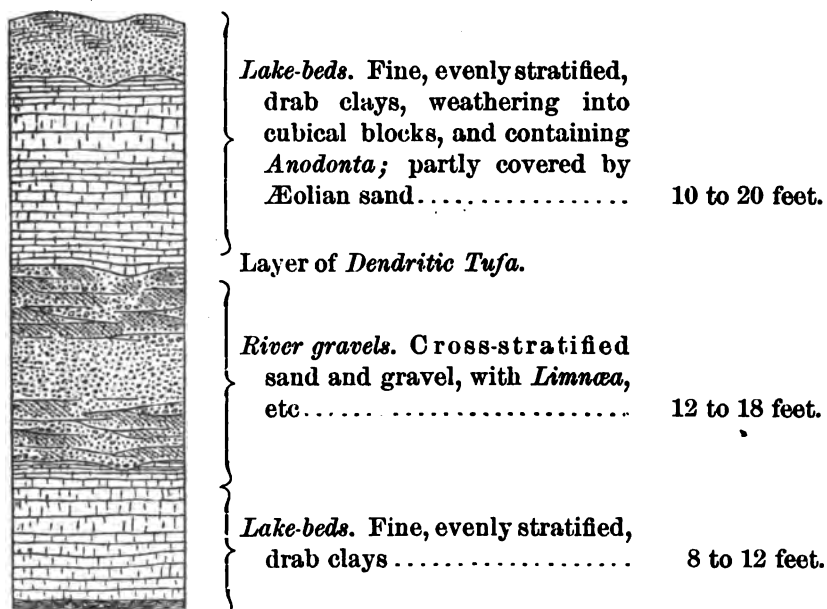 Lake-beds. Fine, evenly stratified,
drab clays, weathering into
cubical blocks, and containing
Anodonta; partly covered by
Æolian sand.................. 10 to 20 feet.
Layer of Dendritic Tufa.
River gravels. Cross-stratified
sand and gravel, with Limnœa,
etc............................ 12 to 18 feet.
Lake-beds. Fine, evenly stratified,
drab clays.................... 8 to 12 feet.